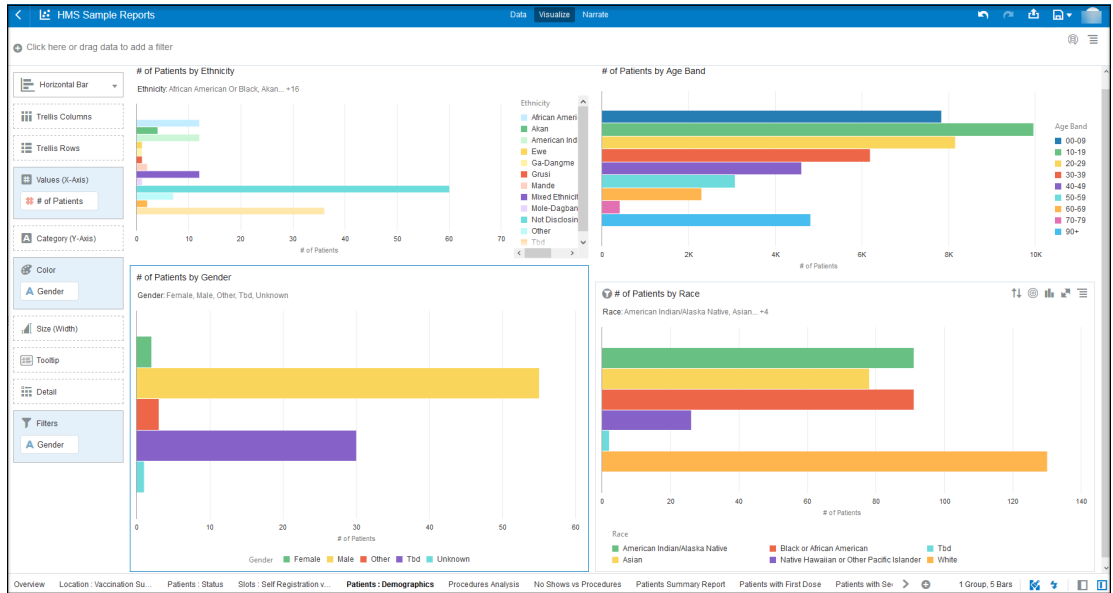 HMS Sample Reports
Data Visualize Narrate
Click here or drag data to add a filter
Horizontal Bar
Trellis Columns
Trellis Rows
Values (X-Axis)
# of Patients
Category (Y-Axis)
Color
A Gender
Size (Width)
Tooltip
Detail
Filters
A Gender
# of Patients by Ethnicity
Ethnicity: African American Or Black, Akan... +16
0 10 20 30 40 50 60 70
# of Patients
Ethnicity
African Ameri
Akan
American Ind
Ewe
Ga-Dangme
Grusi
Mande
Mixed Ethnicit
Mole-Dagban
Not Disclosin
Other
Tbd
# of Patients by Age Band
0 2K 4K 6K 8K 10K
# of Patients
Age Band
00-09
10-19
20-29
30-39
40-49
50-59
60-69
70-79
90+
# of Patients by Gender
Gender: Female, Male, Other, Tbd, Unknown
0 10 20 30 40 50 60
# of Patients
Gender Female Male Other Tbd Unknown
# of Patients by Race
Race: American Indian/Alaska Native, Asian... +4
0 20 40 60 80 100 120 140
# of Patients
Race
American Indian/Alaska Native Black or African American Tbd
Asian Native Hawaiian or Other Pacific Islander White
Overview Location : Vaccination Su... Patients : Status Slots : Self Registration v... Patients : Demographics Procedures Analysis No Shows vs Procedures Patients Summary Report Patients with First Dose Patients with Se 1 Group, 5 Bars